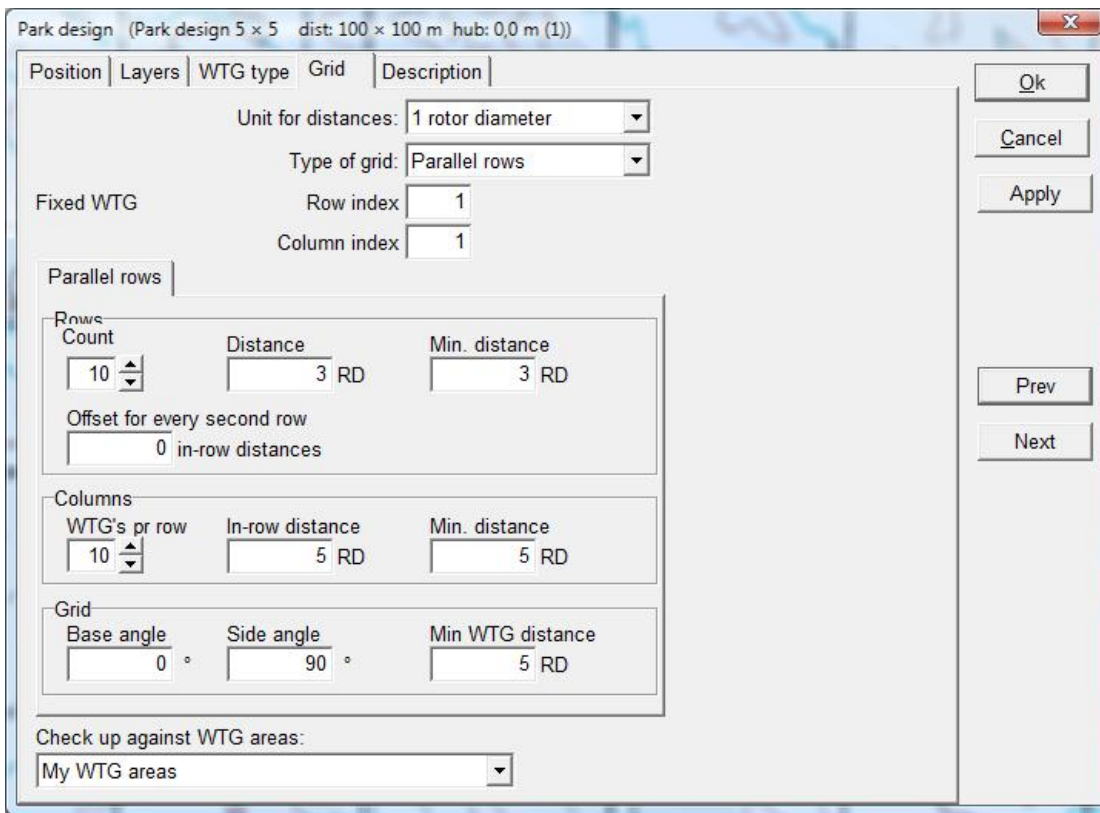 Park design (Park design 5 × 5 dist: 100 × 100 m hub: 0,0 m (1))
x
Position Layers WTG type Grid Description
Ok
Cancel
Apply
Prev
Next
Unit for distances: 1 rotor diameter
Type of grid: Parallel rows
Fixed WTG Row index 1
Column index 1
Parallel rows
Rows
Count Distance Min. distance
10 3 RD 3 RD
Offset for every second row
0 in-row distances
Columns
WTG's pr row In-row distance Min. distance
10 5 RD 5 RD
Grid
Base angle Side angle Min WTG distance
0 ° 90 ° 5 RD
Check up against WTG areas:
My WTG areas